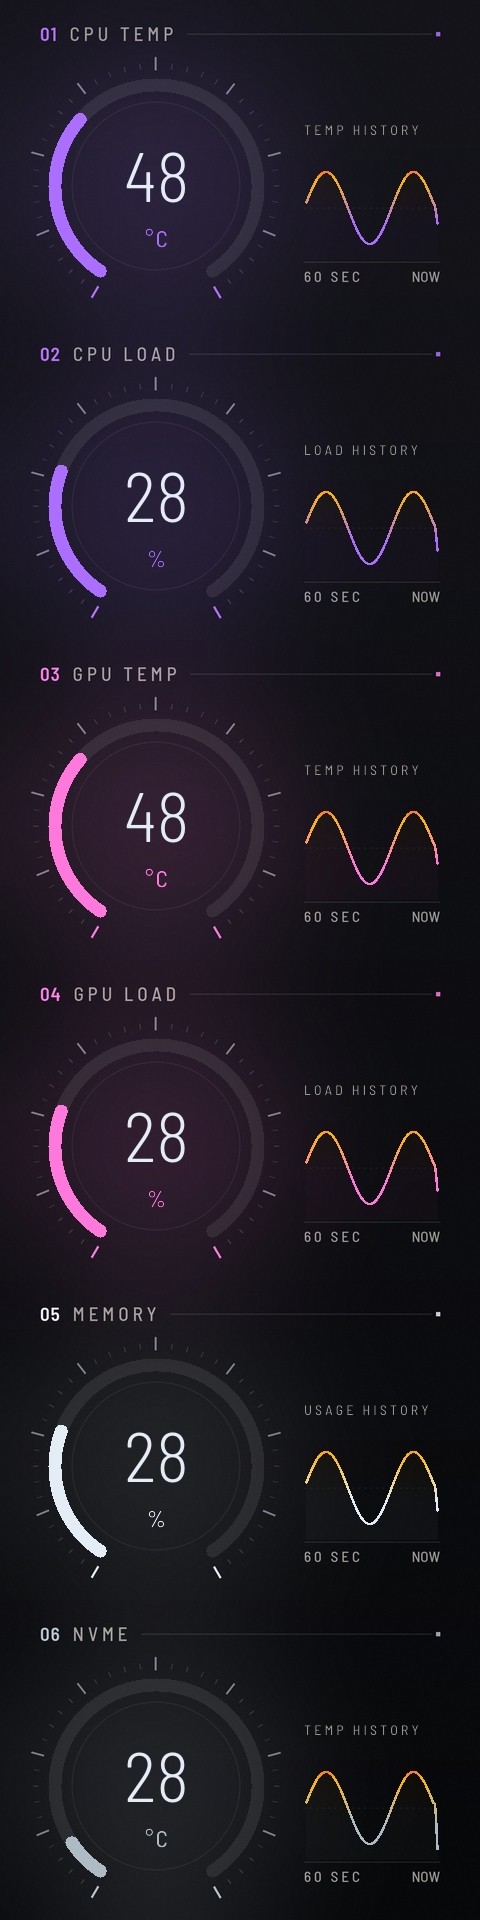 01 CPU TEMP
TEMP HISTORY
48
°C
60 SEC NOW
02 CPU LOAD
LOAD HISTORY
28
%
60 SEC NOW
03 GPU TEMP
TEMP HISTORY
48
°C
60 SEC NOW
04 GPU LOAD
LOAD HISTORY
28
%
60 SEC NOW
05 MEMORY
USAGE HISTORY
28
%
60 SEC NOW
06 NVME
TEMP HISTORY
28
°C
60 SEC NOW